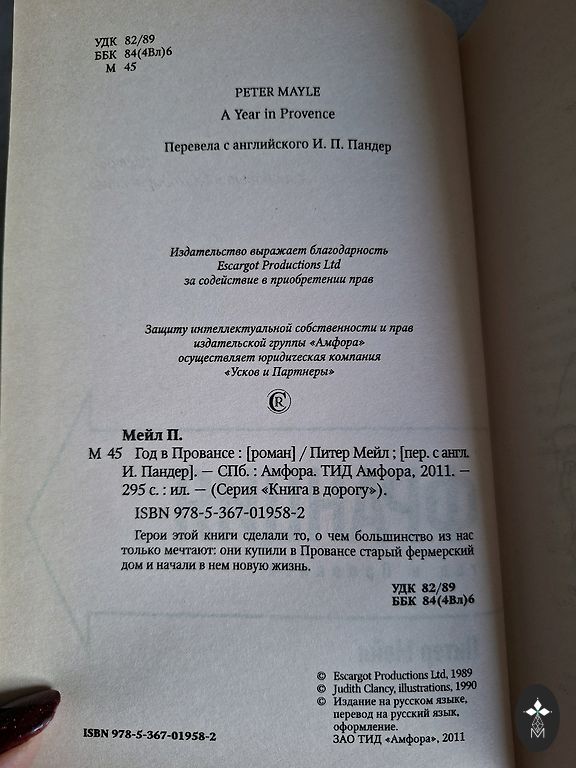 УДК 82/89
ББК 84(4Вл)6
М 45
PETER MAYLE
A Year in Provence
Перевела с английского И. П. Пандер
Издательство выражает благодарность
Escargot Productions Ltd
за содействие в приобретении прав
Защиту интеллектуальной собственности и прав
издательской группы «Амфора»
осуществляет юридическая компания
«Усков и Партнеры»
Мейл П.
М 45 Год в Провансе : [роман] / Питер Мейл ; [пер. с англ.
И. Пандер]. — СПб. : Амфора. ТИД Амфора, 2011. —
295 с. : ил. — (Серия «Книга в дорогу»).
ISBN 978-5-367-01958-2
Герои этой книги сделали то, о чем большинство из нас
только мечтают: они купили в Провансе старый фермерский
дом и начали в нем новую жизнь.
УДК 82/89
ББК 84(4Вл)6
© Escargot Productions Ltd, 1989
© Judith Clancy, illustrations, 1990
© Издание на русском языке,
перевод на русский язык,
оформление.
ISBN 978-5-367-01958-2
ЗАО ТИД «Амфора», 2011